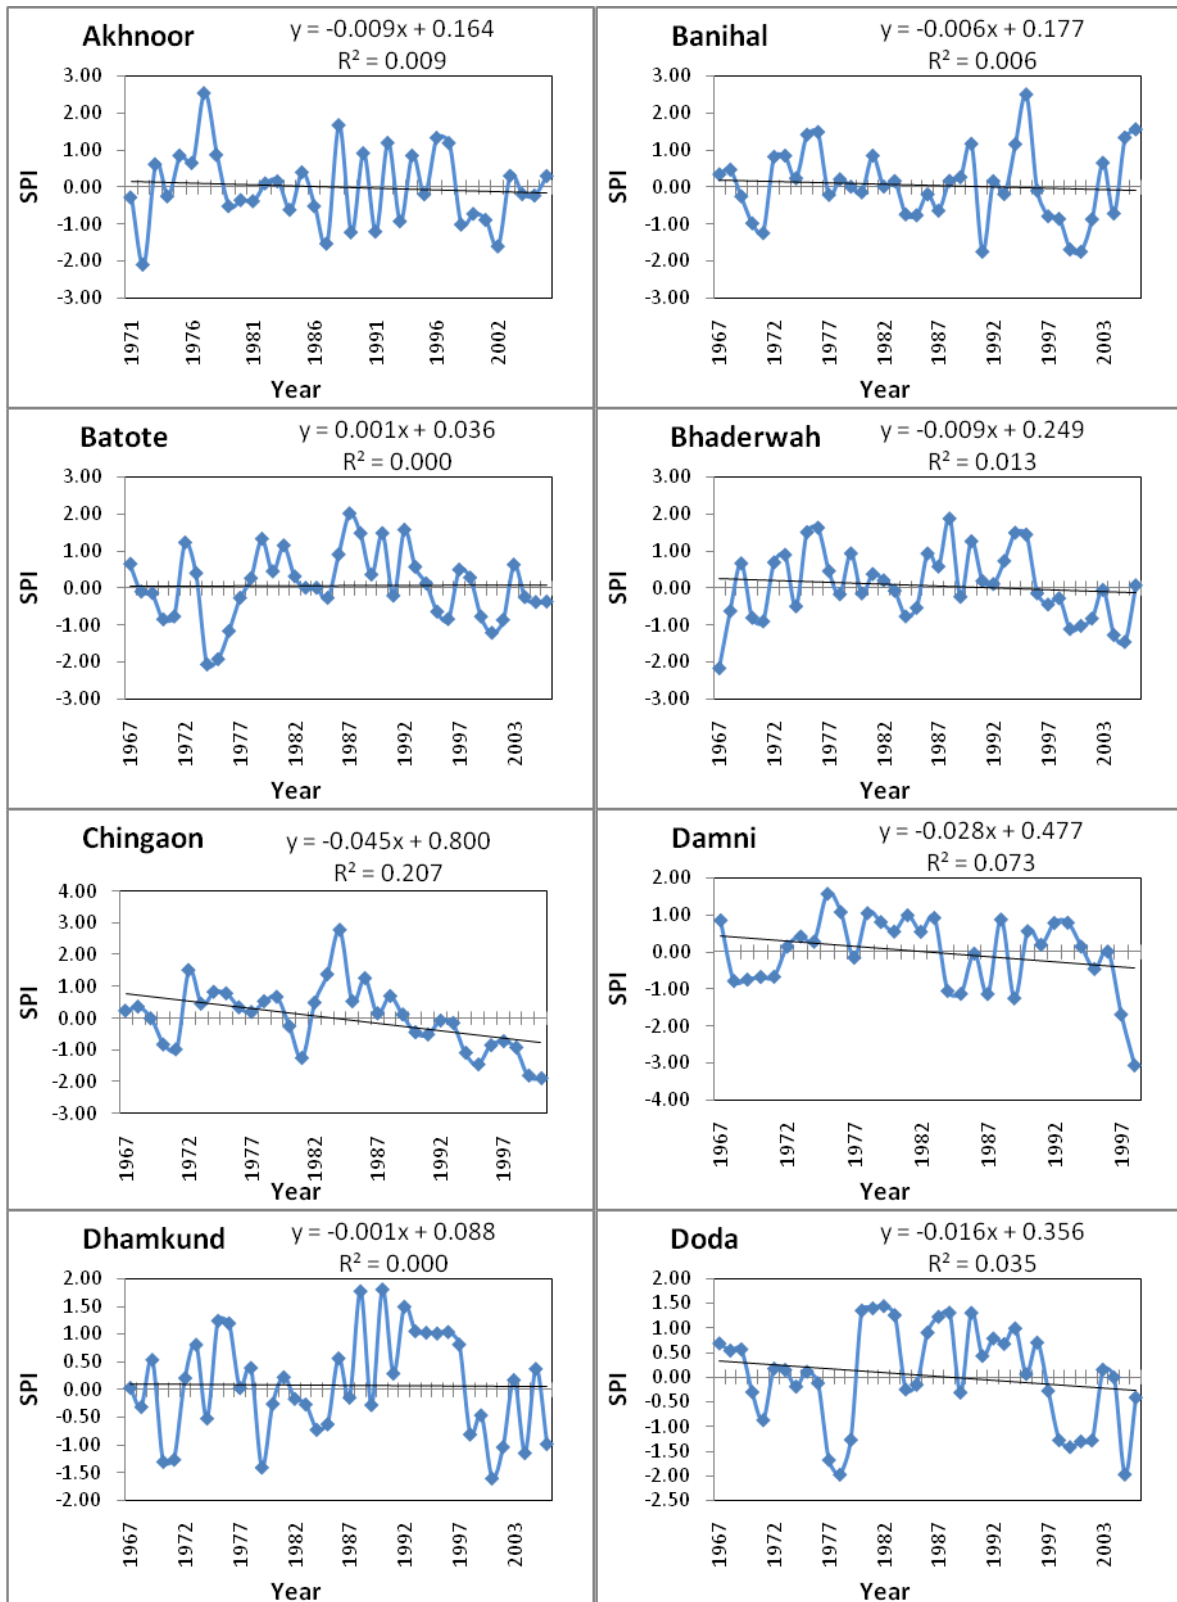 Akhnoor
y = -0.009x + 0.164
R² = 0.009
3.00
2.00
1.00
0.00
-1.00
-2.00
-3.00
SPI
1971 1976 1981 1986 1991 1996 2002
Year
Banihal
y = -0.006x + 0.177
R² = 0.006
3.00
2.00
1.00
0.00
-1.00
-2.00
-3.00
SPI
1967 1972 1977 1982 1987 1992 1997 2003
Year
Batote
y = 0.001x + 0.036
R² = 0.000
3.00
2.00
1.00
0.00
-1.00
-2.00
-3.00
SPI
1967 1972 1977 1982 1987 1992 1997 2003
Year
Bhaderwah
y = -0.009x + 0.249
R² = 0.013
3.00
2.00
1.00
0.00
-1.00
-2.00
-3.00
SPI
1967 1972 1977 1982 1987 1992 1997 2003
Year
Chingaon
y = -0.045x + 0.800
R² = 0.207
4.00
3.00
2.00
1.00
0.00
-1.00
-2.00
-3.00
SPI
1967 1972 1977 1982 1987 1992 1997
Year
Damni
y = -0.028x + 0.477
R² = 0.073
2.00
1.00
0.00
-1.00
-2.00
-3.00
-4.00
SPI
1967 1972 1977 1982 1987 1992 1997
Year
Dhamkund
y = -0.001x + 0.088
R² = 0.000
2.00
1.50
1.00
0.50
0.00
-0.50
-1.00
-1.50
-2.00
SPI
1967 1972 1977 1982 1987 1992 1997 2003
Year
Doda
y = -0.016x + 0.356
R² = 0.035
2.00
1.50
1.00
0.50
0.00
-0.50
-1.00
-1.50
-2.00
-2.50
SPI
1967 1972 1977 1982 1987 1992 1997 2003
Year